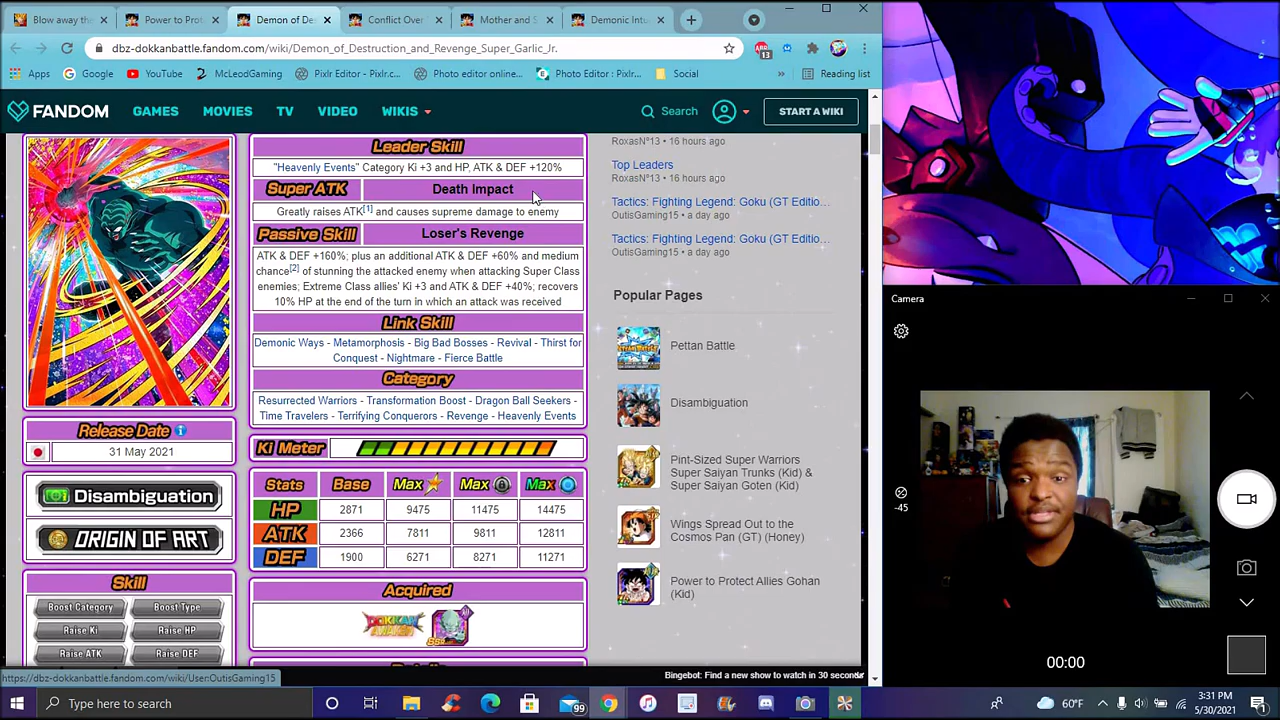 Blow away the
Power to Prot
Demon of De
Conflict Over
Mother and S
Demonic Intu
dbz-dokkanbattle.fandom.com/wiki/Demon_of_Destruction_and_Revenge_Super_Garlic_Jr.
13
Apps
Google
YouTube
McLeodGaming
Pixlr Editor - Pixlr.c...
Photo editor online...
Photo Editor : Pixlr...
Social
Reading list
FANDOM
GAMES
MOVIES
TV
VIDEO
WIKIS
Search
START A WIKI
Leader Skill
"Heavenly Events" Category Ki +3 and HP, ATK & DEF +120%
Super ATK
Death Impact
Greatly raises ATK[1] and causes supreme damage to enemy
Passive Skill
Loser's Revenge
ATK & DEF +160%; plus an additional ATK & DEF +60% and medium
chance[2] of stunning the attacked enemy when attacking Super Class
enemies; Extreme Class allies' Ki +3 and ATK & DEF +40%; recovers
10% HP at the end of the turn in which an attack was received
Link Skill
Demonic Ways - Metamorphosis - Big Bad Bosses - Revival - Thirst for
Conquest - Nightmare - Fierce Battle
Category
Resurrected Warriors - Transformation Boost - Dragon Ball Seekers -
Time Travelers - Terrifying Conquerors - Revenge - Heavenly Events
Release Date
31 May 2021
Ki Meter
Disambiguation
ORIGIN OF ART
Stats Base Max Max Max
HP 2871 9475 11475 14475
ATK 2366 7811 9811 12811
DEF 1900 6271 8271 11271
Skill
Boost Category
Boost Type
Raise Ki
Raise HP
Raise ATK
Raise DEF
Acquired
DOKKAN
SSR
RoxasN°13 • 16 hours ago
Top Leaders
RoxasN°13 • 16 hours ago
Tactics: Fighting Legend: Goku (GT Editio...
OutisGaming15 • a day ago
Tactics: Fighting Legend: Goku (GT Editio...
OutisGaming15 • a day ago
Popular Pages
Pettan Battle
Disambiguation
Pint-Sized Super Warriors
Super Saiyan Trunks (Kid) &
Super Saiyan Goten (Kid)
Wings Spread Out to the
Cosmos Pan (GT) (Honey)
Power to Protect Allies Gohan
(Kid)
https://dbz-dokkanbattle.fandom.com/wiki/User:OutisGaming15
Bingebot: Find a new show to watch in 30 seconds
Camera
-45
00:00
Type here to search
99
60°F
3:31 PM
5/30/2021